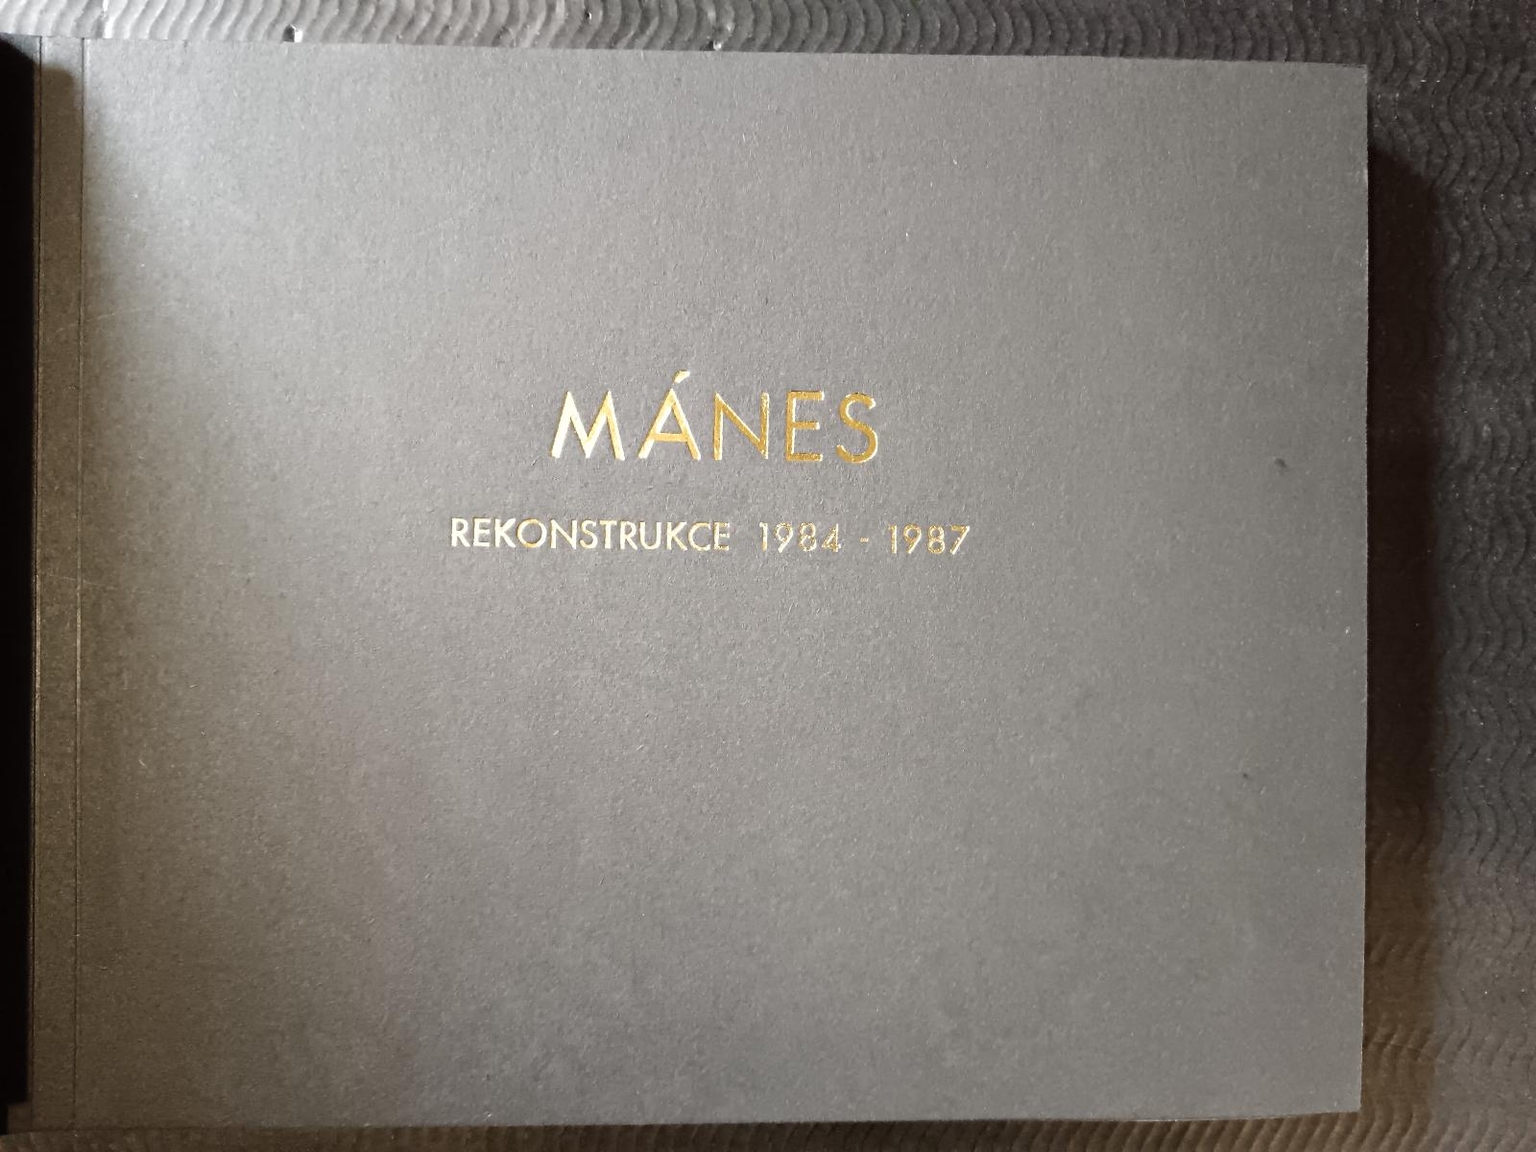 MÁNES
REKONSTRUKCE 1984 - 1987